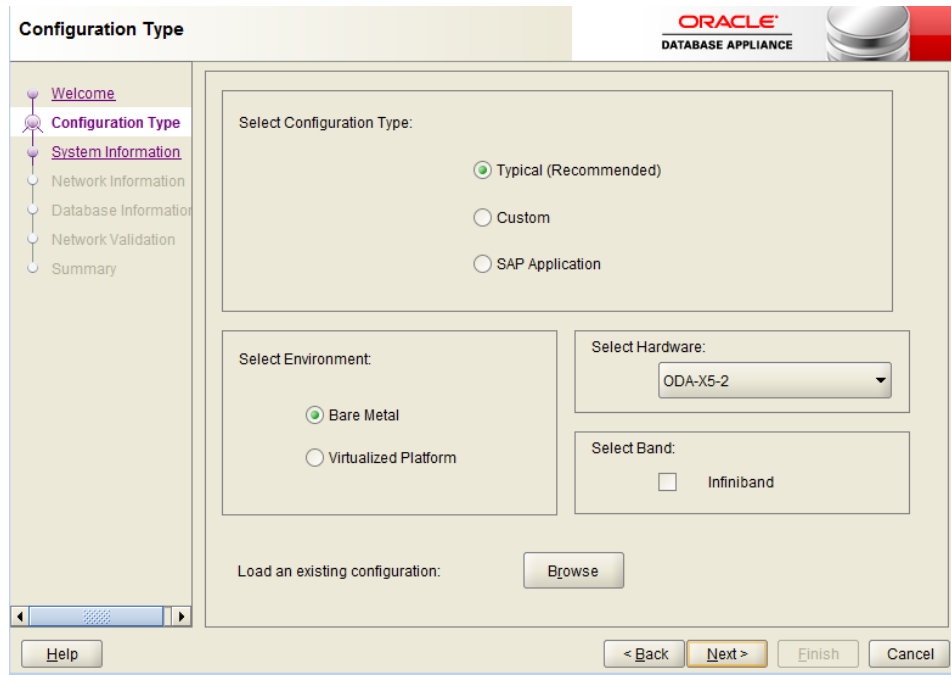 Configuration Type
ORACLE®
DATABASE APPLIANCE
Welcome
Configuration Type
System Information
Network Information
Database Information
Network Validation
Summary
Select Configuration Type:
Typical (Recommended)
Custom
SAP Application
Select Environment:
Bare Metal
Virtualized Platform
Select Hardware:
ODA-X5-2
Select Band:
Infiniband
Load an existing configuration:
Browse
Help
< Back
Next >
Finish
Cancel